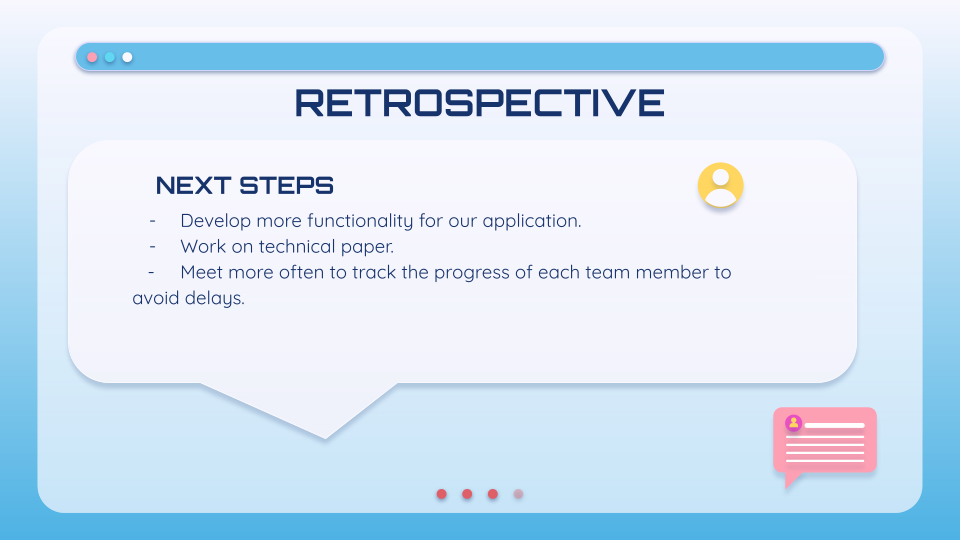 RETROSPECTIVE
NEXT STEPS
- Develop more functionality for our application.
- Work on technical paper.
- Meet more often to track the progress of each team member to
avoid delays.